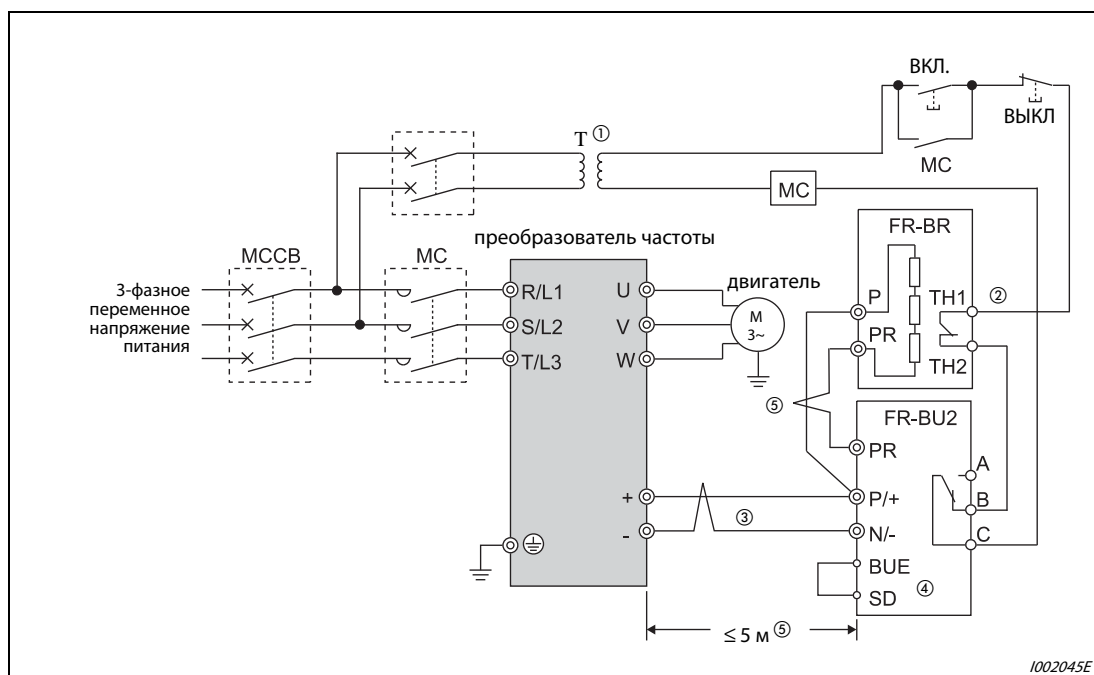 ВКЛ.
ВЫКЛ
T ①
MC
MC
FR-BR
преобразователь частоты
MCCB
MC
двигатель
3-фазное
переменное
напряжение
питания
R/L1
S/L2
T/L3
U
V
W
M
3~
P
PR
TH1
②
TH2
⑤
FR-BU2
PR
A
+
P/+
B
-
③
N/-
C
BUE
SD
④
≤ 5 м ⑤
I002045E